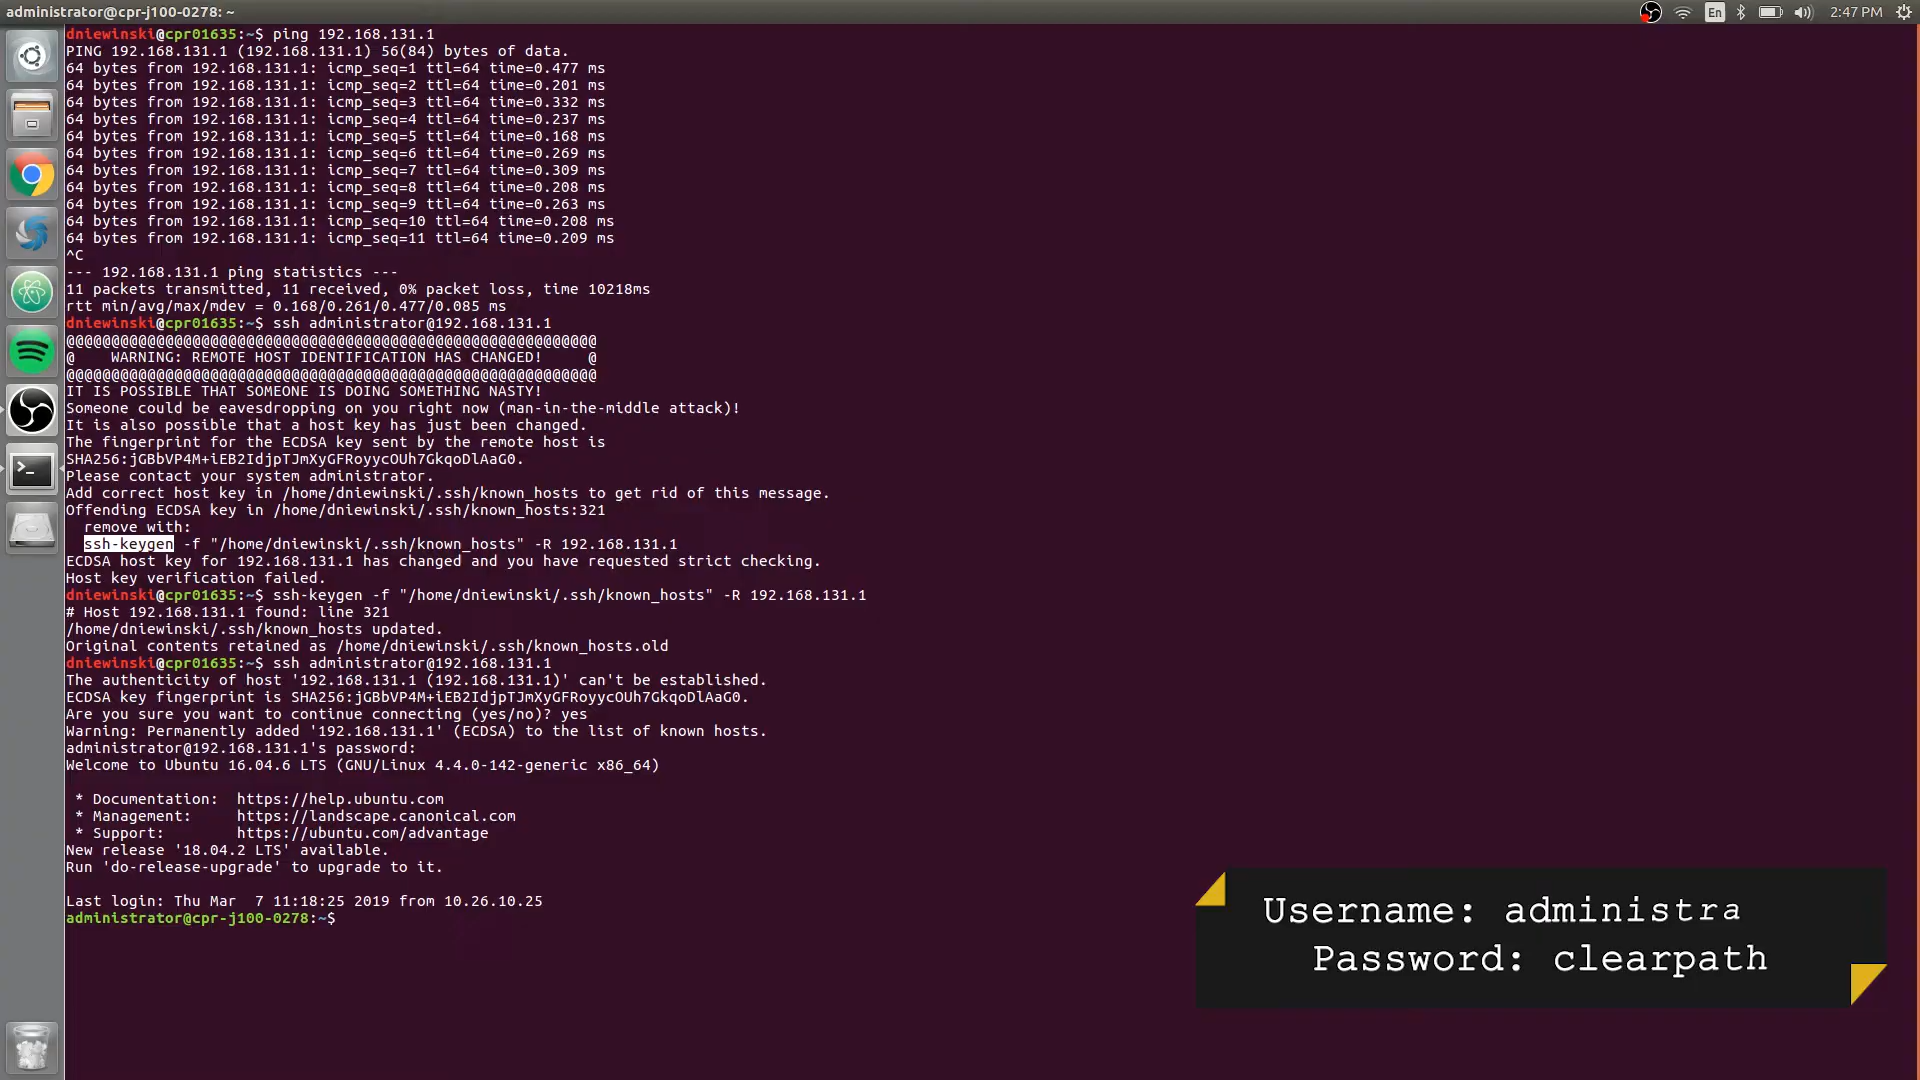 administrator@cpr-j100-0278: ~
En
2:47 PM
dniewinski@cpr01635:~$ ping 192.168.131.1
PING 192.168.131.1 (192.168.131.1) 56(84) bytes of data.
64 bytes from 192.168.131.1: icmp_seq=1 ttl=64 time=0.477 ms
64 bytes from 192.168.131.1: icmp_seq=2 ttl=64 time=0.201 ms
64 bytes from 192.168.131.1: icmp_seq=3 ttl=64 time=0.332 ms
64 bytes from 192.168.131.1: icmp_seq=4 ttl=64 time=0.237 ms
64 bytes from 192.168.131.1: icmp_seq=5 ttl=64 time=0.168 ms
64 bytes from 192.168.131.1: icmp_seq=6 ttl=64 time=0.269 ms
64 bytes from 192.168.131.1: icmp_seq=7 ttl=64 time=0.309 ms
64 bytes from 192.168.131.1: icmp_seq=8 ttl=64 time=0.208 ms
64 bytes from 192.168.131.1: icmp_seq=9 ttl=64 time=0.263 ms
64 bytes from 192.168.131.1: icmp_seq=10 ttl=64 time=0.208 ms
64 bytes from 192.168.131.1: icmp_seq=11 ttl=64 time=0.209 ms
^C
--- 192.168.131.1 ping statistics ---
11 packets transmitted, 11 received, 0% packet loss, time 10218ms
rtt min/avg/max/mdev = 0.168/0.261/0.477/0.085 ms
dniewinski@cpr01635:~$ ssh administrator@192.168.131.1
@@@@@@@@@@@@@@@@@@@@@@@@@@@@@@@@@@@@@@@@@@@@@@@@@@@@@@@@@@@
@    WARNING: REMOTE HOST IDENTIFICATION HAS CHANGED!     @
@@@@@@@@@@@@@@@@@@@@@@@@@@@@@@@@@@@@@@@@@@@@@@@@@@@@@@@@@@@
IT IS POSSIBLE THAT SOMEONE IS DOING SOMETHING NASTY!
Someone could be eavesdropping on you right now (man-in-the-middle attack)!
It is also possible that a host key has just been changed.
The fingerprint for the ECDSA key sent by the remote host is
SHA256:jGBbVP4M+iEB2IdjpTJmXyGFRoyycOUh7GkqoDlAaG0.
Please contact your system administrator.
Add correct host key in /home/dniewinski/.ssh/known_hosts to get rid of this message.
Offending ECDSA key in /home/dniewinski/.ssh/known_hosts:321
remove with:
ssh-keygen -f "/home/dniewinski/.ssh/known_hosts" -R 192.168.131.1
ECDSA host key for 192.168.131.1 has changed and you have requested strict checking.
Host key verification failed.
dniewinski@cpr01635:~$ ssh-keygen -f "/home/dniewinski/.ssh/known_hosts" -R 192.168.131.1
# Host 192.168.131.1 found: line 321
/home/dniewinski/.ssh/known_hosts updated.
Original contents retained as /home/dniewinski/.ssh/known_hosts.old
dniewinski@cpr01635:~$ ssh administrator@192.168.131.1
The authenticity of host '192.168.131.1 (192.168.131.1)' can't be established.
ECDSA key fingerprint is SHA256:jGBbVP4M+iEB2IdjpTJmXyGFRoyycOUh7GkqoDlAaG0.
Are you sure you want to continue connecting (yes/no)? yes
Warning: Permanently added '192.168.131.1' (ECDSA) to the list of known hosts.
administrator@192.168.131.1's password:
Welcome to Ubuntu 16.04.6 LTS (GNU/Linux 4.4.0-142-generic x86_64)
* Documentation:  https://help.ubuntu.com
* Management:     https://landscape.canonical.com
* Support:        https://ubuntu.com/advantage
New release '18.04.2 LTS' available.
Run 'do-release-upgrade' to upgrade to it.
Last login: Thu Mar  7 11:18:25 2019 from 10.26.10.25
administrator@cpr-j100-0278:~$
Username: administra
Password: clearpath